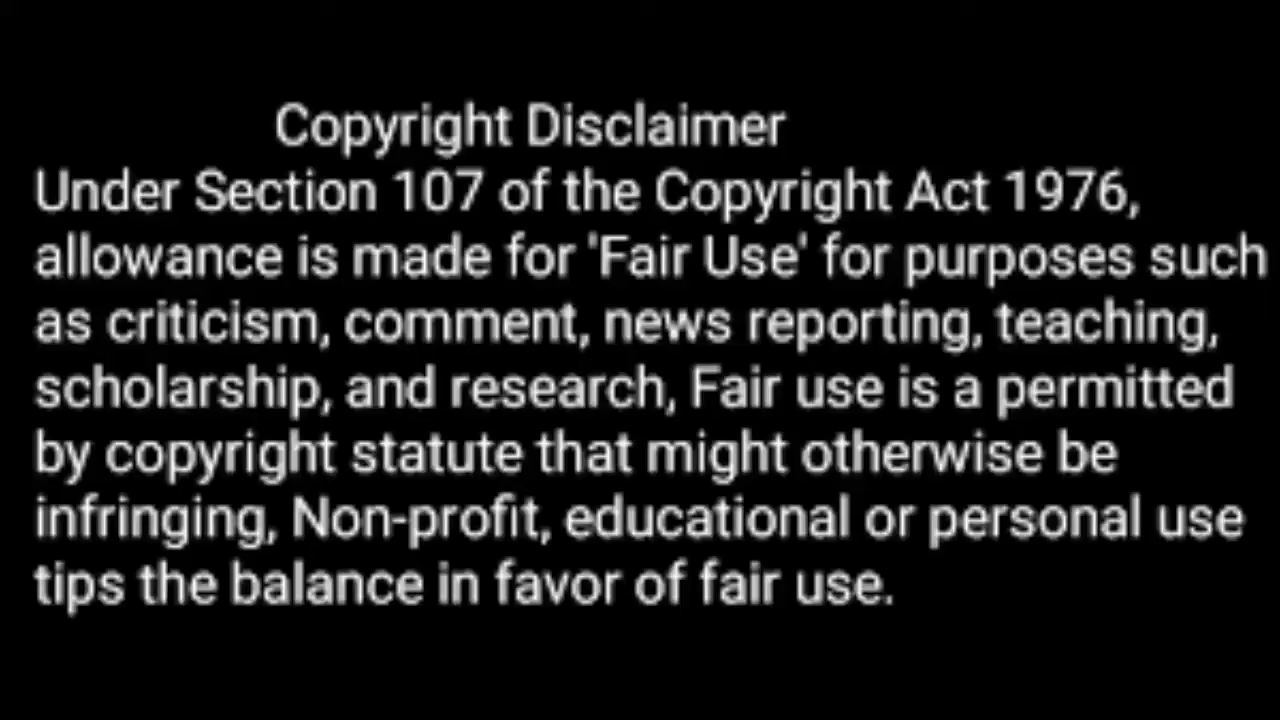 Copyright Disclaimer
Under Section 107 of the Copyright Act 1976,
allowance is made for 'Fair Use' for purposes such
as criticism, comment, news reporting, teaching,
scholarship, and research, Fair use is a permitted
by copyright statute that might otherwise be
infringing, Non-profit, educational or personal use
tips the balance in favor of fair use.